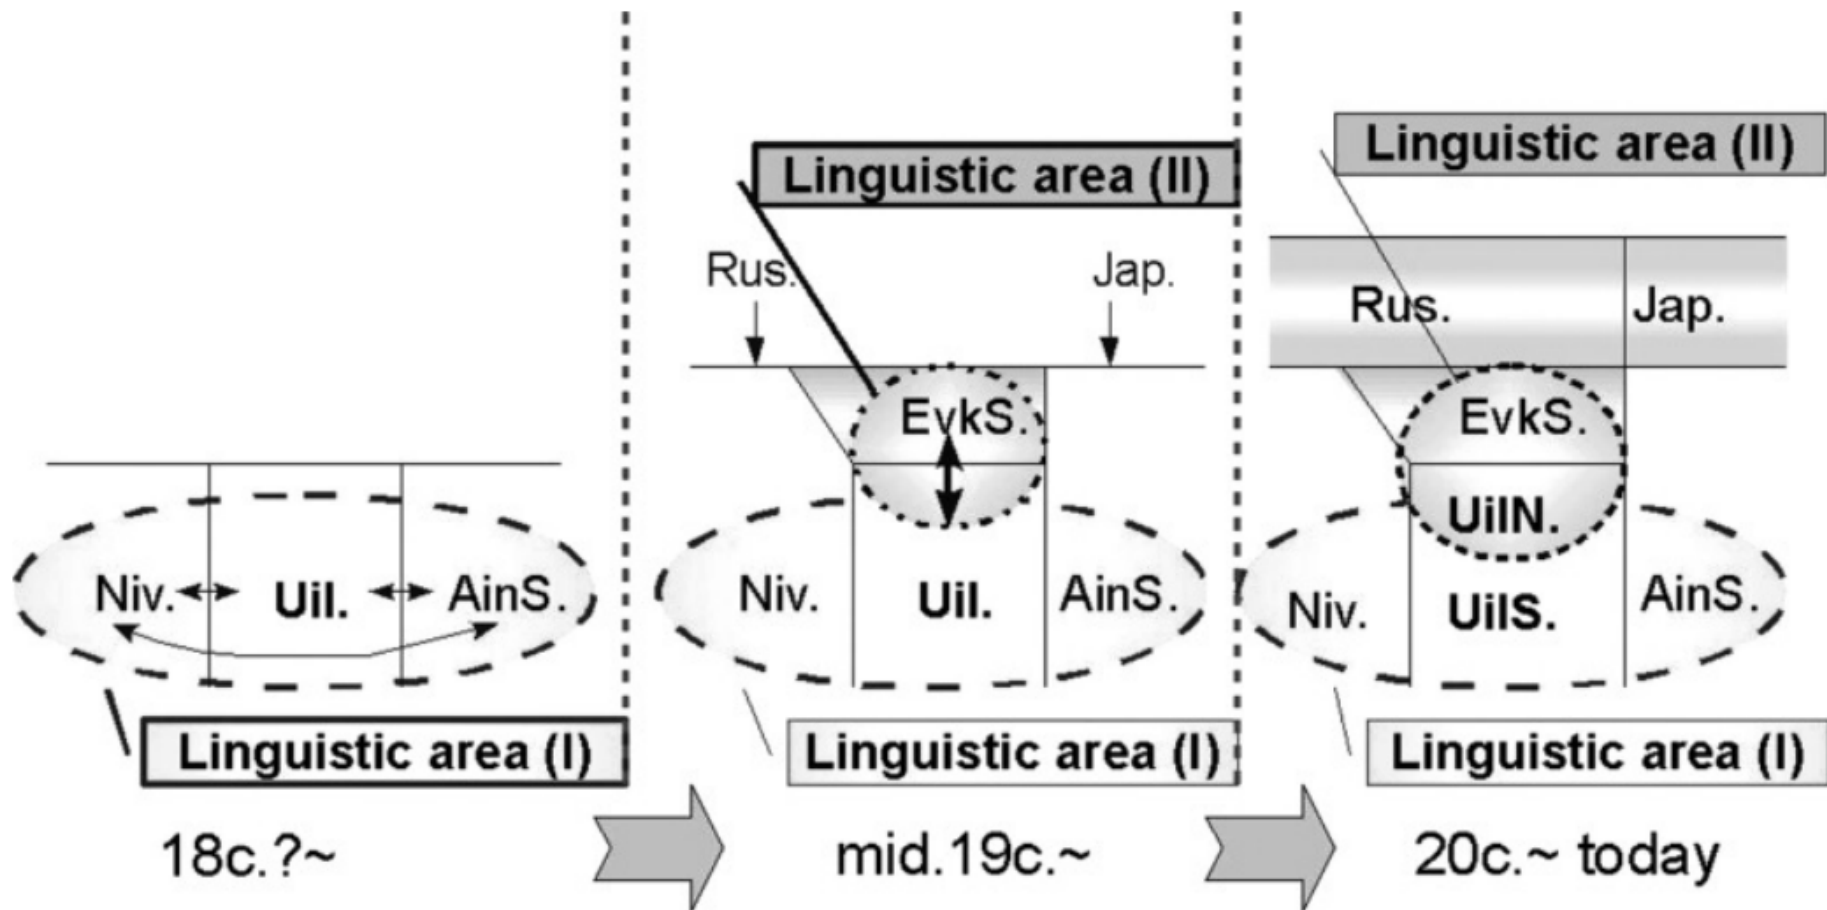 Niv.
Uil.
AinS.
Linguistic area (I)
18c.?~
Linguistic area (II)
Rus.
Jap.
EvkS.
Niv.
Uil.
AinS.
Linguistic area (I)
mid.19c.~
Linguistic area (II)
Rus.
Jap.
EvkS.
UilN.
Niv.
UilS.
AinS.
Linguistic area (I)
20c.~ today